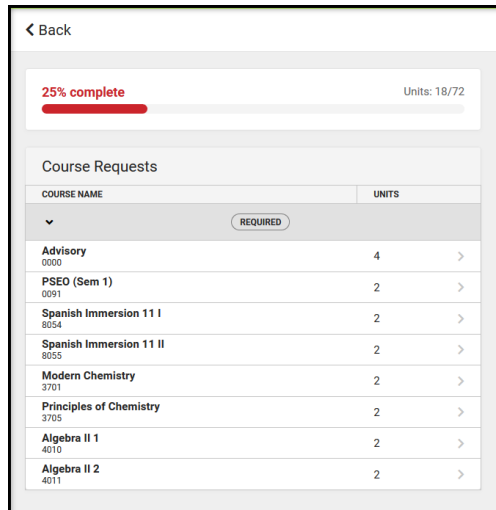 Back
25% complete Units: 18/72
Course Requests
COURSE NAME UNITS
REQUIRED
Advisory 4
0000
PSEO (Sem 1) 2
0091
Spanish Immersion 11 I 2
8054
Spanish Immersion 11 II 2
8055
Modern Chemistry 2
3701
Principles of Chemistry 2
3705
Algebra II 1 2
4010
Algebra II 2 2
4011